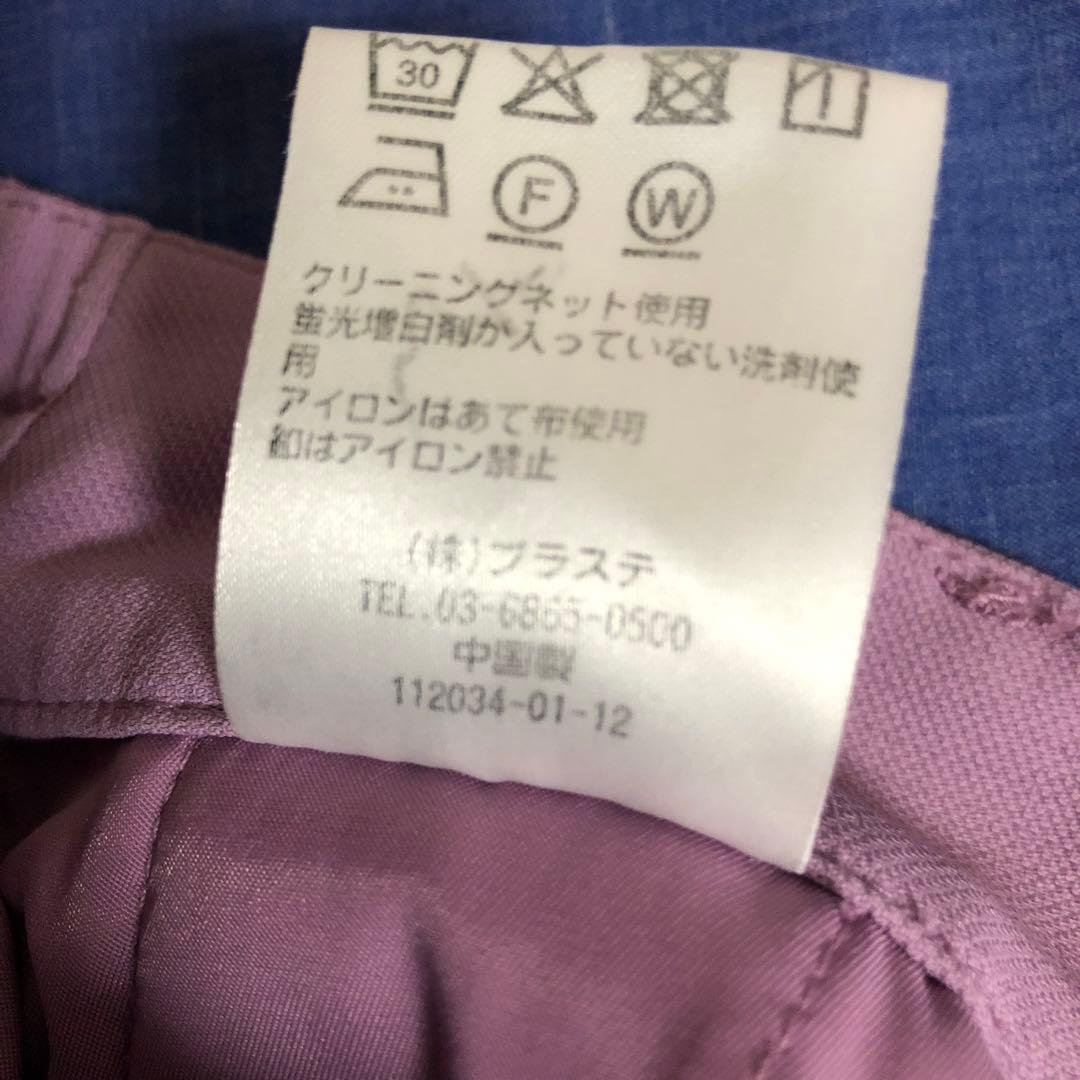 30
F W
クリーニングネット使用
蛍光増白剤が入っていない洗剤使
用
アイロンはあて布使用
釦はアイロン禁止
(株)プラステ
TEL.03-6865-0500
中国製
112034-01-12